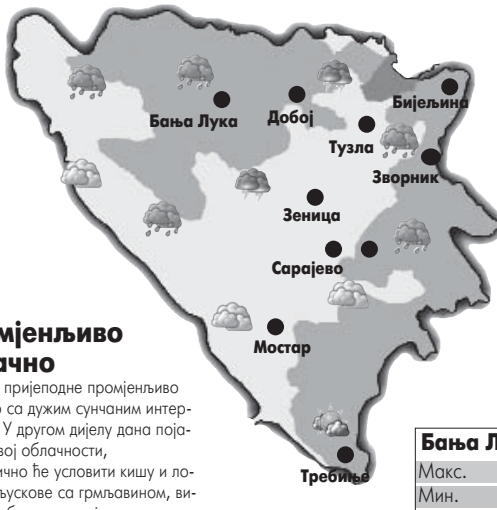 Бања Лука
Добој
Бијељина
Тузла
Зворник
Зеница
Сарајево
Мостар
Требиње
мјенљиво
ачно
пријеподне промјенљиво
са дужим сунчаним интер-
У другом дијелу дана поја-
вој облачности,
ично ће условити кишу и ло-
љускове са грмљавином, ви-
Бања Л
Макс.
Мин.